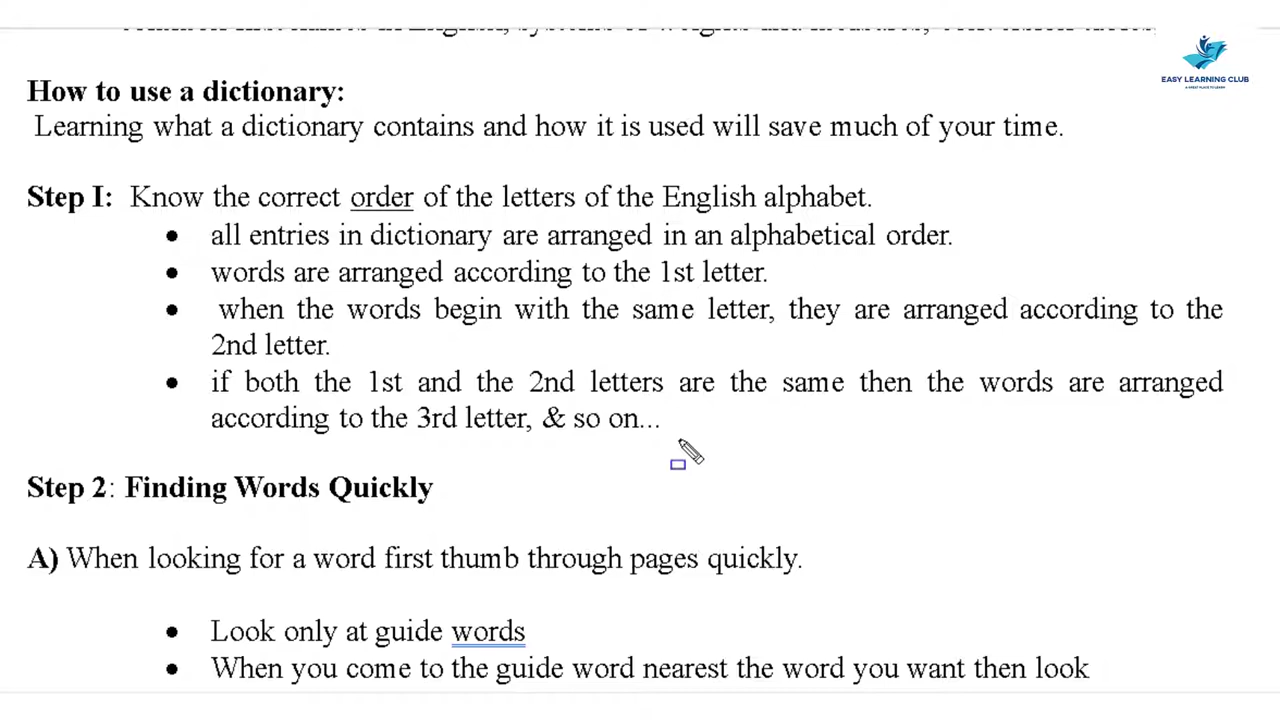 EASY LEARNING CLUB
A GREAT PLACE TO LEARN
How to use a dictionary:
Learning what a dictionary contains and how it is used will save much of your time.
Step I: Know the correct order of the letters of the English alphabet.
• all entries in dictionary are arranged in an alphabetical order.
• words are arranged according to the 1st letter.
• when the words begin with the same letter, they are arranged according to the
2nd letter.
• if both the 1st and the 2nd letters are the same then the words are arranged
according to the 3rd letter, & so on...
Step 2: Finding Words Quickly
A) When looking for a word first thumb through pages quickly.
• Look only at guide words
• When you come to the guide word nearest the word you want then look